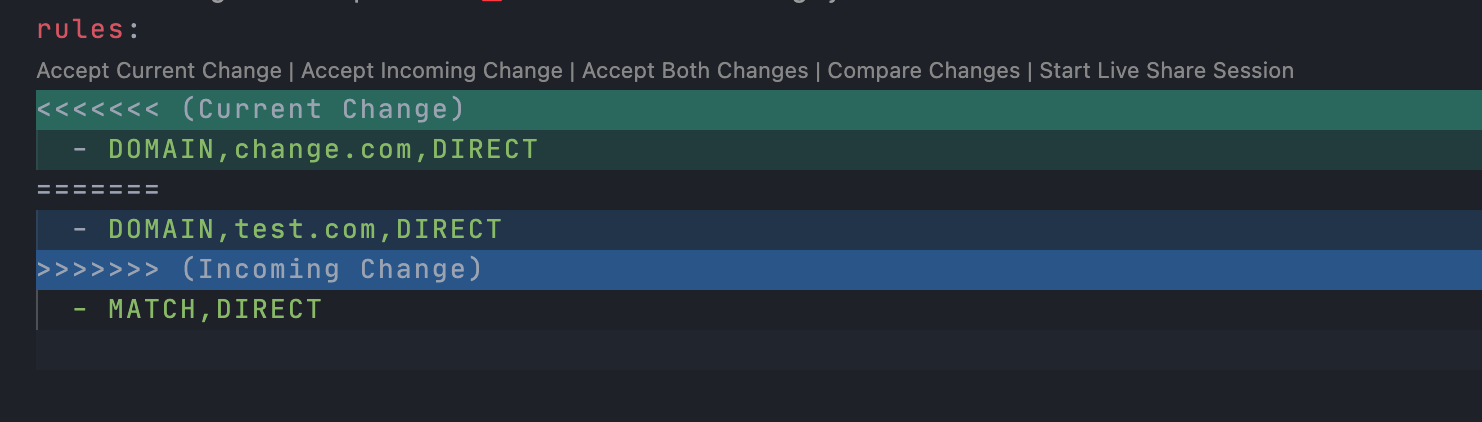 rules:
Accept Current Change | Accept Incoming Change | Accept Both Changes | Compare Changes | Start Live Share Session
<<<<<<< (Current Change)
- DOMAIN,change.com,DIRECT
=======
- DOMAIN,test.com,DIRECT
>>>>>>> (Incoming Change)
- MATCH,DIRECT